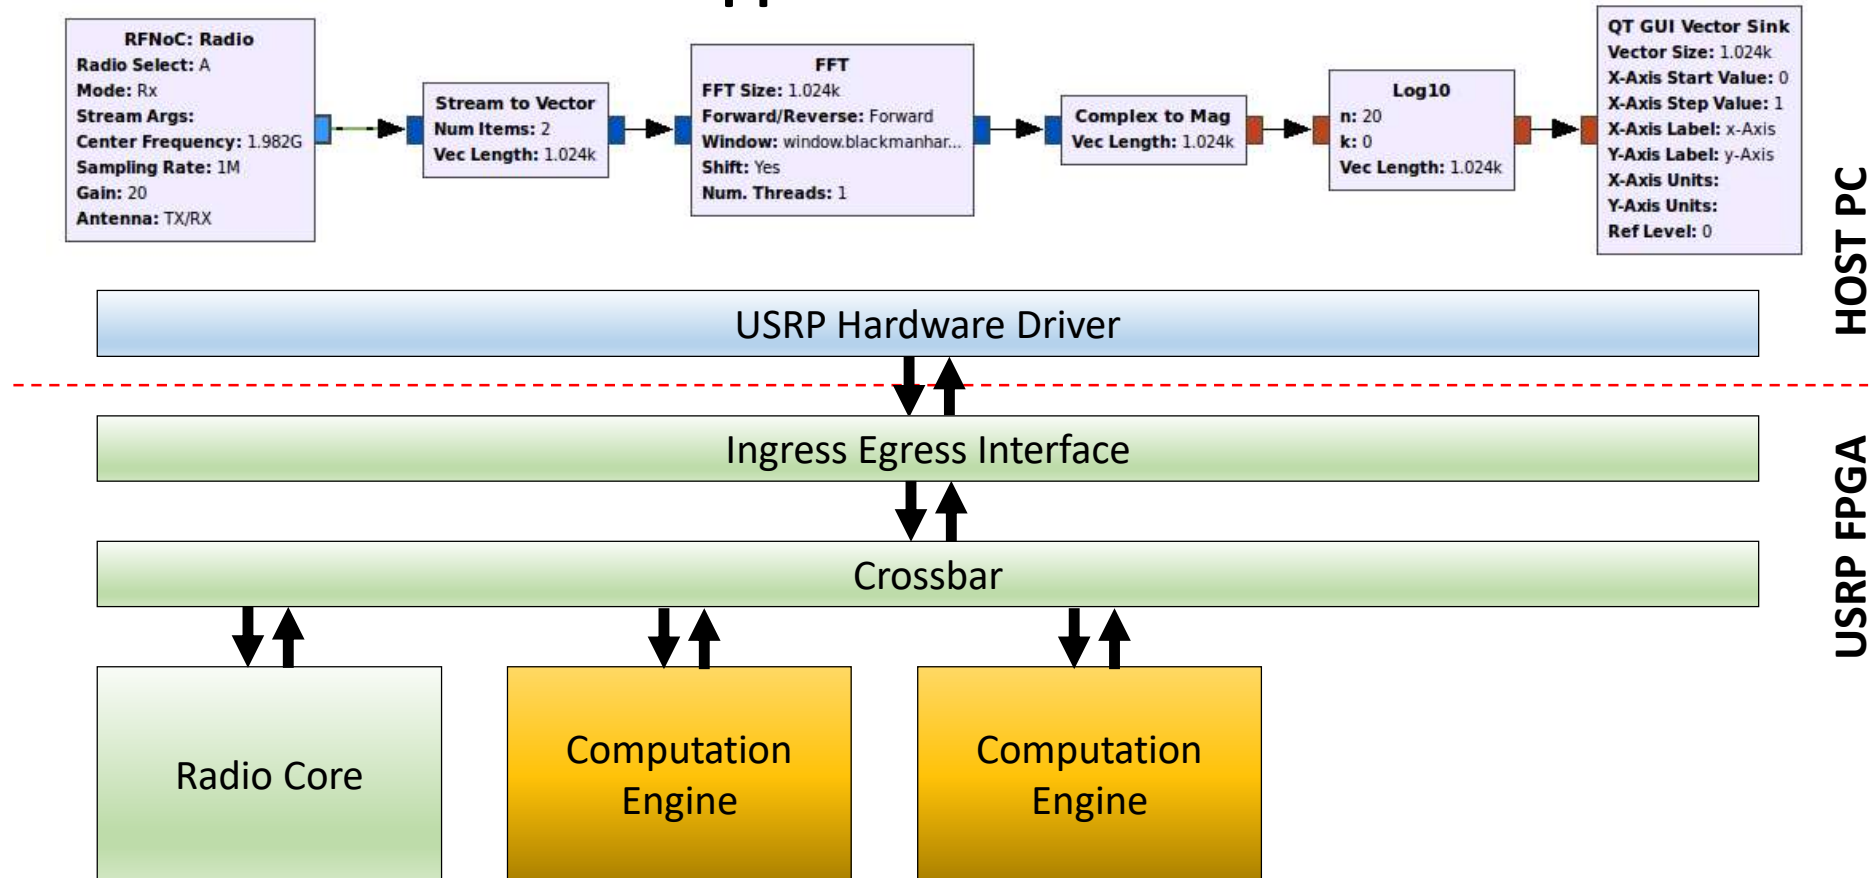 RFNoC: Radio
Radio Select: A
Mode: Rx
Stream Args:
Center Frequency: 1.982G
Sampling Rate: 1M
Gain: 20
Antenna: TX/RX
Stream to Vector
Num Items: 2
Vec Length: 1.024k
FFT
FFT Size: 1.024k
Forward/Reverse: Forward
Window: window.blackmanhar...
Shift: Yes
Num. Threads: 1
Complex to Mag
Vec Length: 1.024k
Log10
n: 20
k: 0
Vec Length: 1.024k
QT GUI Vector Sink
Vector Size: 1.024k
X-Axis Start Value: 0
X-Axis Step Value: 1
X-Axis Label: x-Axis
Y-Axis Label: y-Axis
X-Axis Units:
Y-Axis Units:
Ref Level: 0
HOST PC
USRP Hardware Driver
Ingress Egress Interface
Crossbar
USRP FPGA
Radio Core
Computation
Engine
Computation
Engine